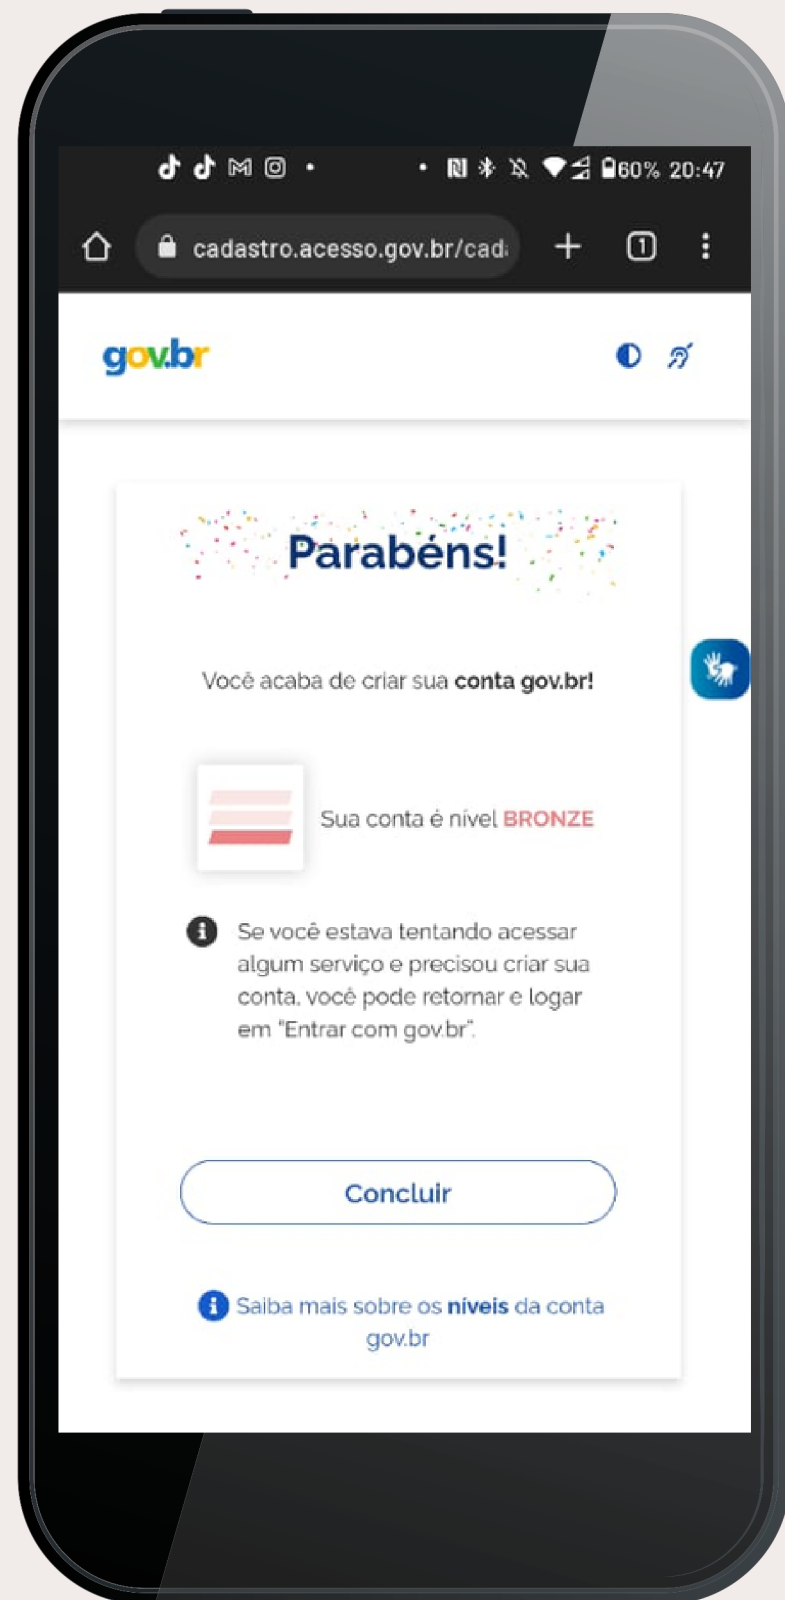 60% 20:47
cadastro.acesso.gov.br/cad
1
gov.br
Parabéns!
Você acaba de criar sua conta gov.br!
Sua conta é nível BRONZE
Se você estava tentando acessar
algum serviço e precisou criar sua
conta, você pode retornar e logar
em "Entrar com gov.br".
Concluir
Saiba mais sobre os níveis da conta
gov.br